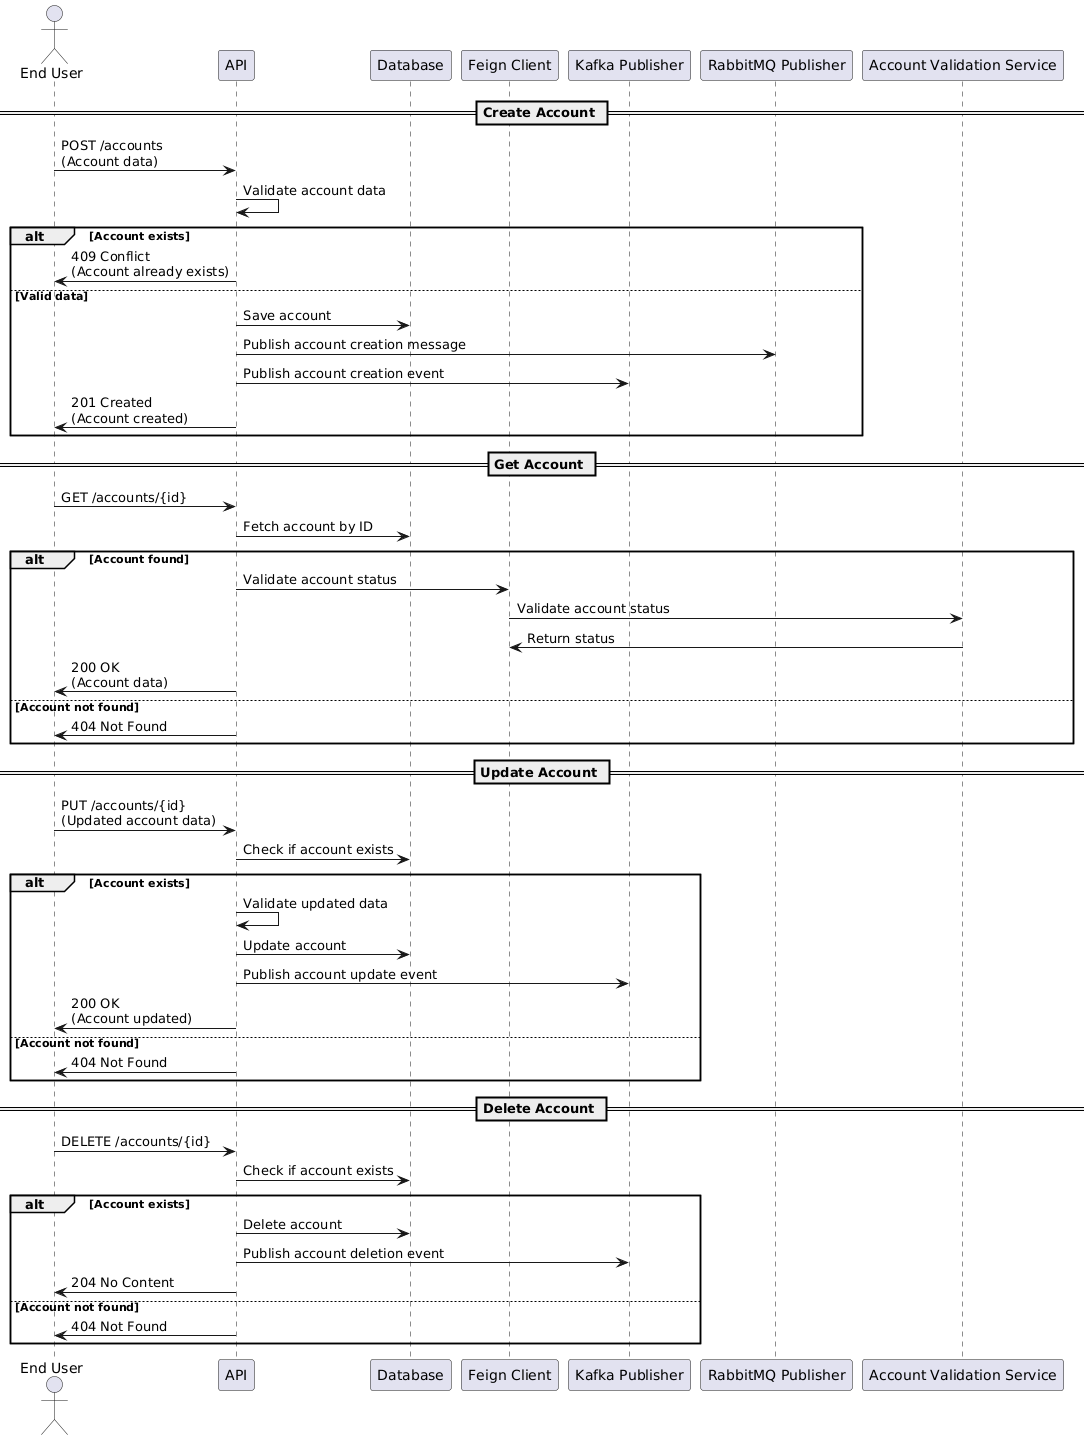 End User
API
Database
Feign Client
Kafka Publisher
RabbitMQ Publisher
Account Validation Service
Create Account
POST /accounts
(Account data)
Validate account data
alt
[Account exists]
409 Conflict
(Account already exists)
[Valid data]
Save account
Publish account creation message
Publish account creation event
201 Created
(Account created)
Get Account
GET /accounts/{id}
Fetch account by ID
alt
[Account found]
Validate account status
Validate account status
Return status
200 OK
(Account data)
[Account not found]
404 Not Found
Update Account
PUT /accounts/{id}
(Updated account data)
Check if account exists
alt
[Account exists]
Validate updated data
Update account
Publish account update event
200 OK
(Account updated)
[Account not found]
404 Not Found
Delete Account
DELETE /accounts/{id}
Check if account exists
alt
[Account exists]
Delete account
Publish account deletion event
204 No Content
[Account not found]
404 Not Found
End User
API
Database
Feign Client
Kafka Publisher
RabbitMQ Publisher
Account Validation Service